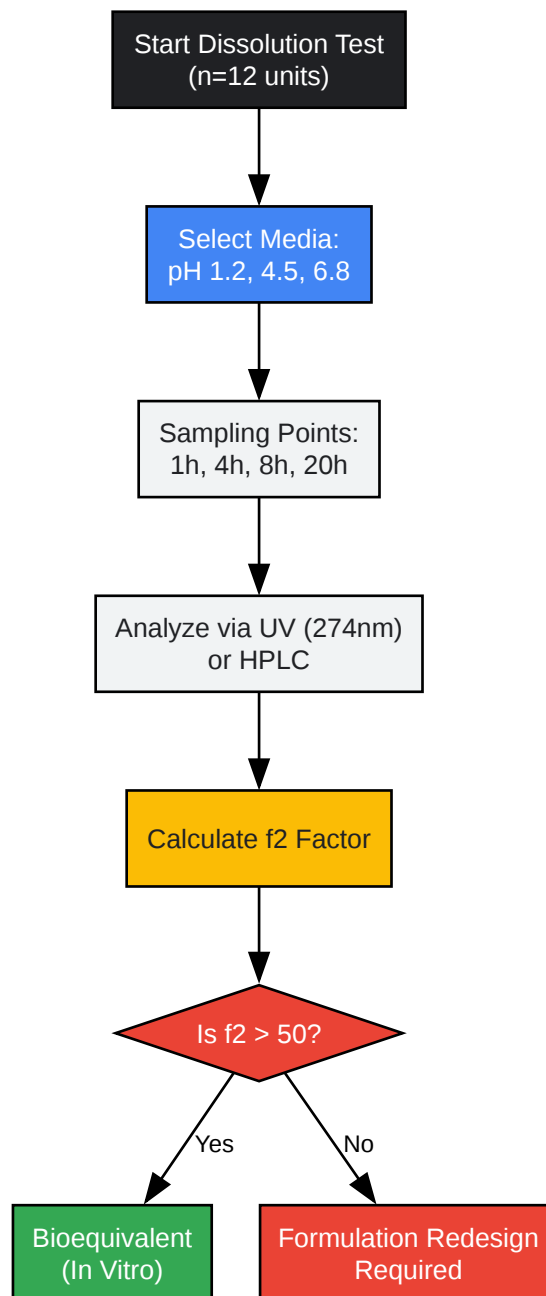 Start Dissolution Test
(n=12 units)
Select Media:
pH 1.2, 4.5, 6.8
Sampling Points:
1h, 4h, 8h, 20h
Analyze via UV (274nm)
or HPLC
Calculate f2 Factor
Is f2 > 50?
Yes
No
Bioequivalent
(In Vitro)
Formulation Redesign
Required